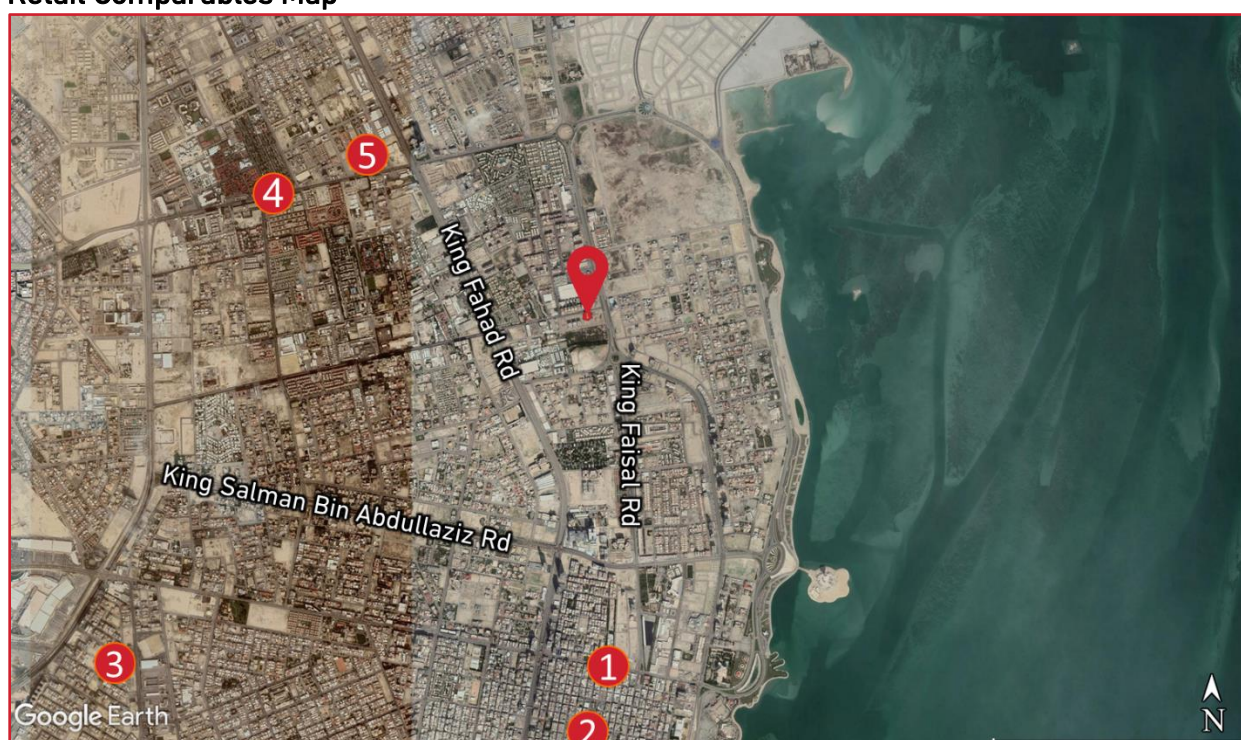 Retail Comparables Map
5
4
King Fahad Rd
King Faisal Rd
King Salman Bin Abdullaziz Rd
3
1
2
Google Earth
N